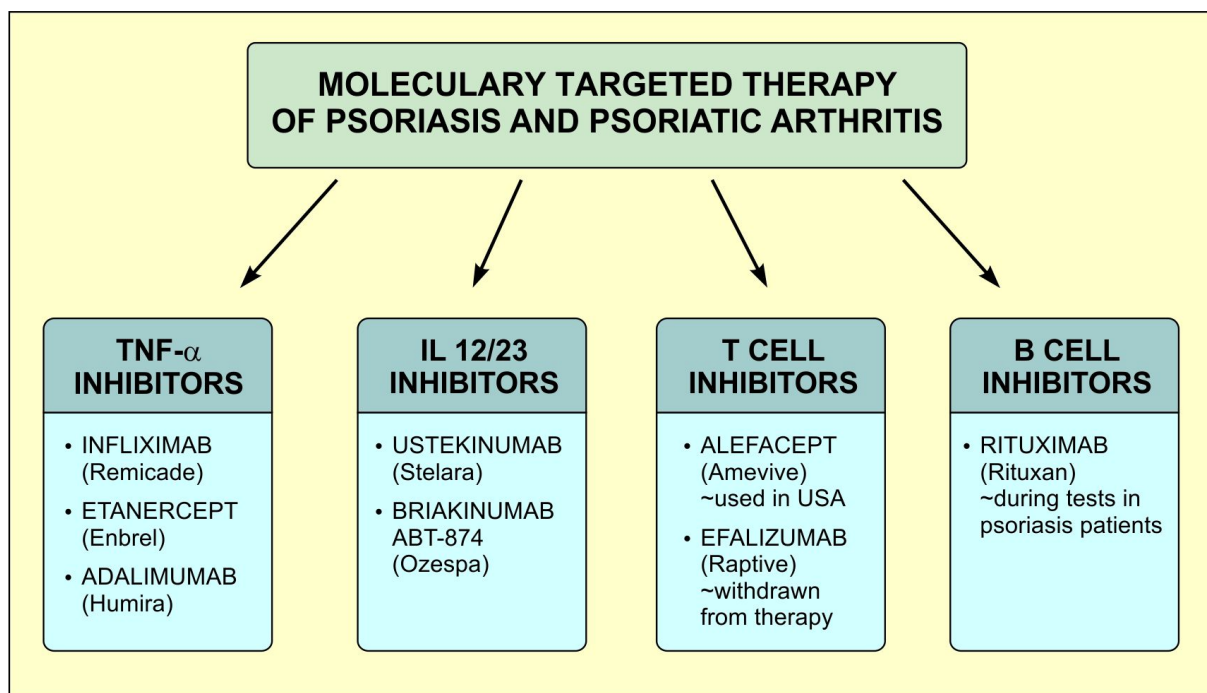 MOLECULARY TARGETED THERAPY
OF PSORIASIS AND PSORIATIC ARTHRITIS
TNF-α
INHIBITORS
• INFLIXIMAB
(Remicade)
• ETANERCEPT
(Enbrel)
• ADALIMUMAB
(Humira)
IL 12/23
INHIBITORS
• USTEKINUMAB
(Stelara)
• BRIAKINUMAB
ABT-874
(Ozespa)
T CELL
INHIBITORS
• ALEFACEPT
(Amevive)
~used in USA
• EFALIZUMAB
(Raptive)
~withdrawn
from therapy
B CELL
INHIBITORS
• RITUXIMAB
(Rituxan)
~during tests in
psoriasis patients